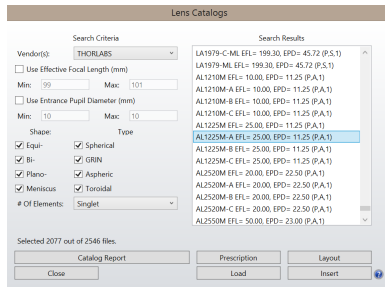 Lens Catalogs
Search Criteria
Vendor(s): THORLABS
Use Effective Focal Length (mm)
Min: 99 Max: 101
Use Entrance Pupil Diameter (mm)
Min: 10 Max: 10
Shape: Type
Equi- Spherical
Bi- GRIN
Plano- Aspheric
Meniscus Toroidal
# Of Elements: Singlet
Search Results
LA1979-C-ML EFL= 199.30, EPD= 45.72 (P,S,1)
LA1979-ML EFL= 199.30, EPD= 45.72 (P,S,1)
AL1210M EFL= 10.00, EPD= 11.25 (P,A,1)
AL1210M-A EFL= 10.00, EPD= 11.25 (P,A,1)
AL1210M-B EFL= 10.00, EPD= 11.25 (P,A,1)
AL1210M-C EFL= 10.00, EPD= 11.25 (P,A,1)
AL1225M EFL= 25.00, EPD= 11.25 (P,A,1)
AL1225M-A EFL= 25.00, EPD= 11.25 (P,A,1)
AL1225M-B EFL= 25.00, EPD= 11.25 (P,A,1)
AL1225M-C EFL= 25.00, EPD= 11.25 (P,A,1)
AL2520M EFL= 20.00, EPD= 22.50 (P,A,1)
AL2520M-A EFL= 20.00, EPD= 22.50 (P,A,1)
AL2520M-B EFL= 20.00, EPD= 22.50 (P,A,1)
AL2520M-C EFL= 20.00, EPD= 22.50 (P,A,1)
AL2550M EFL= 50.00, EPD= 23.00 (P,A,1)
Selected 2077 out of 2546 files.
Catalog Report Prescription Layout
Close Load Insert